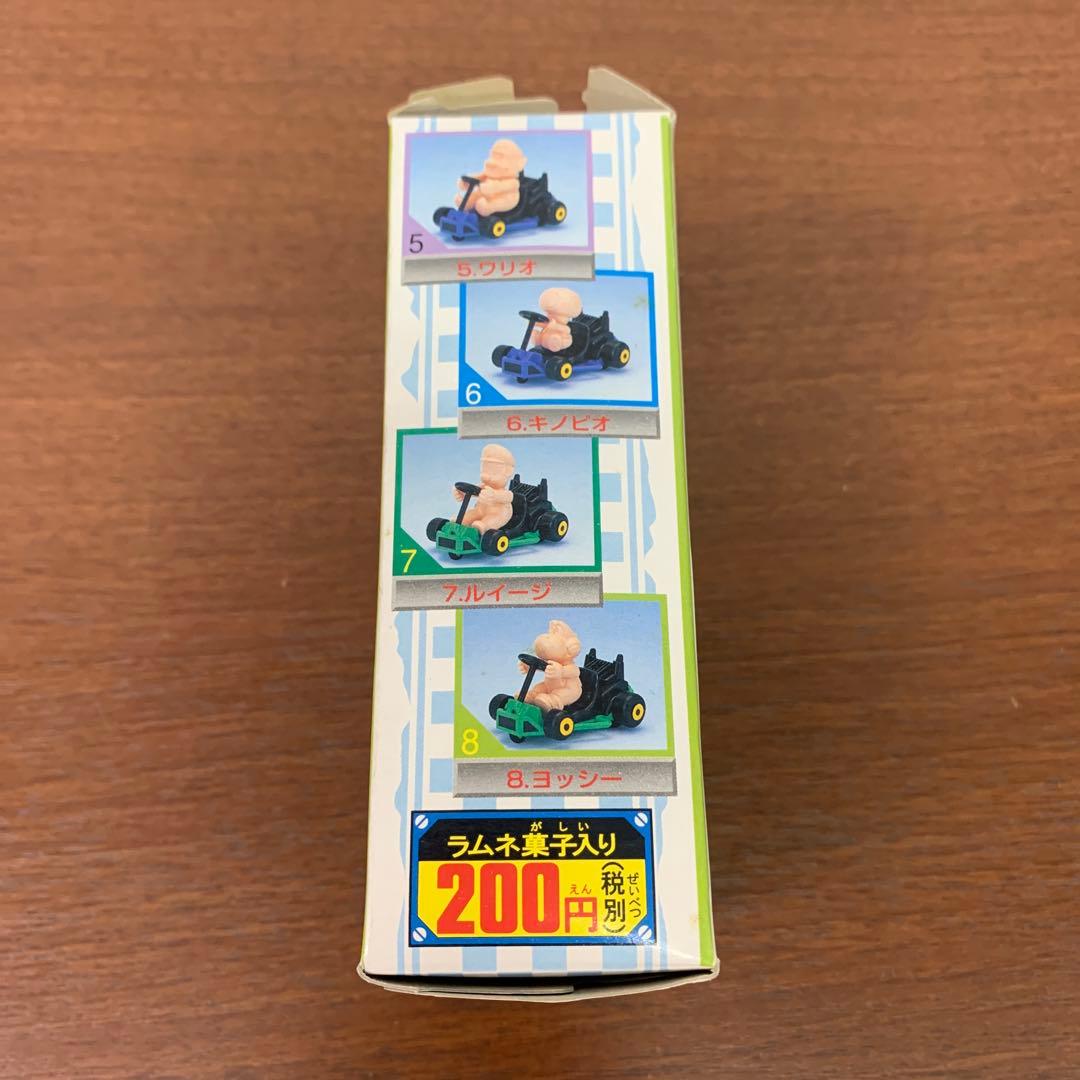 5
5.ワリオ
6
6.キノピオ
7
7.ルイージ
8
8.ヨッシー
がしい
ラムネ菓子入り
200円(税別)
えん
ぜいべつ